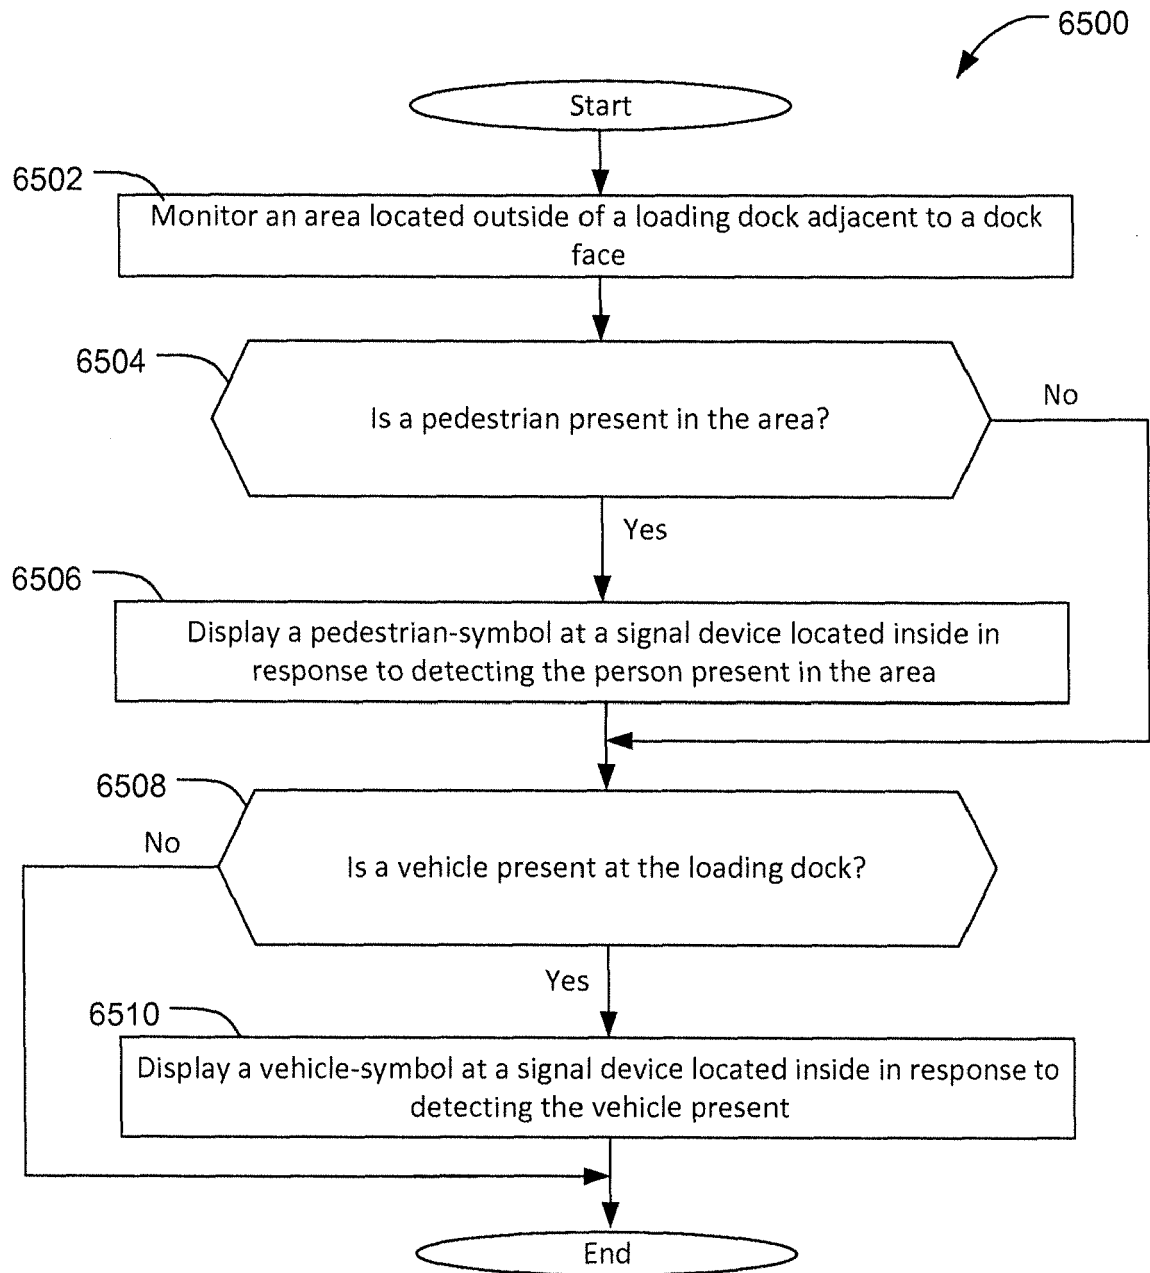 6500
Start
6502
Monitor an area located outside of a loading dock adjacent to a dock
face
6504
Is a pedestrian present in the area?
No
Yes
6506
Display a pedestrian-symbol at a signal device located inside in
response to detecting the person present in the area
6508
No
Is a vehicle present at the loading dock?
Yes
6510
Display a vehicle-symbol at a signal device located inside in response to
detecting the vehicle present
End